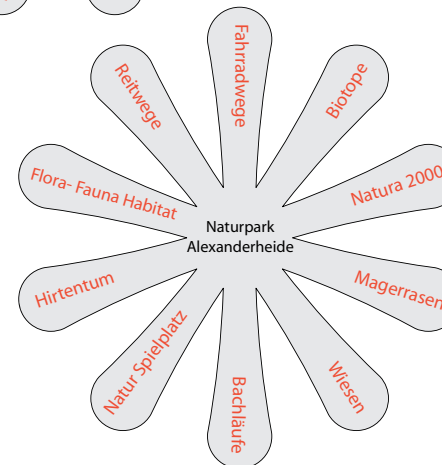 Fahrradwege
Biotope
Natura 2000
Magerrasen
Wiesen
Bachläufe
Natur Spielplatz
Hirtentum
Flora- Fauna Habitat
Reitwege
Naturpark
Alexanderheide